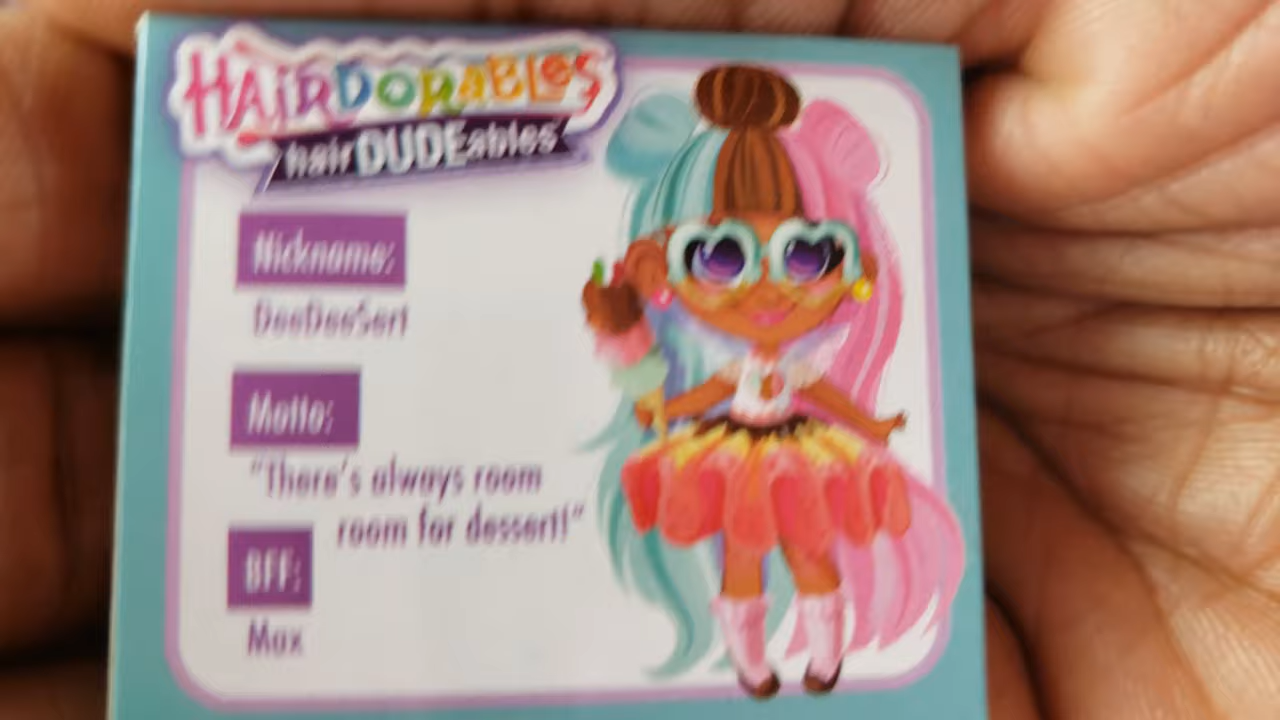 HAIRDORABLES
hairDUDEables
Nickname:
DeeDeeSert
Motto:
"There's always room
room for dessert!"
BFF:
Max